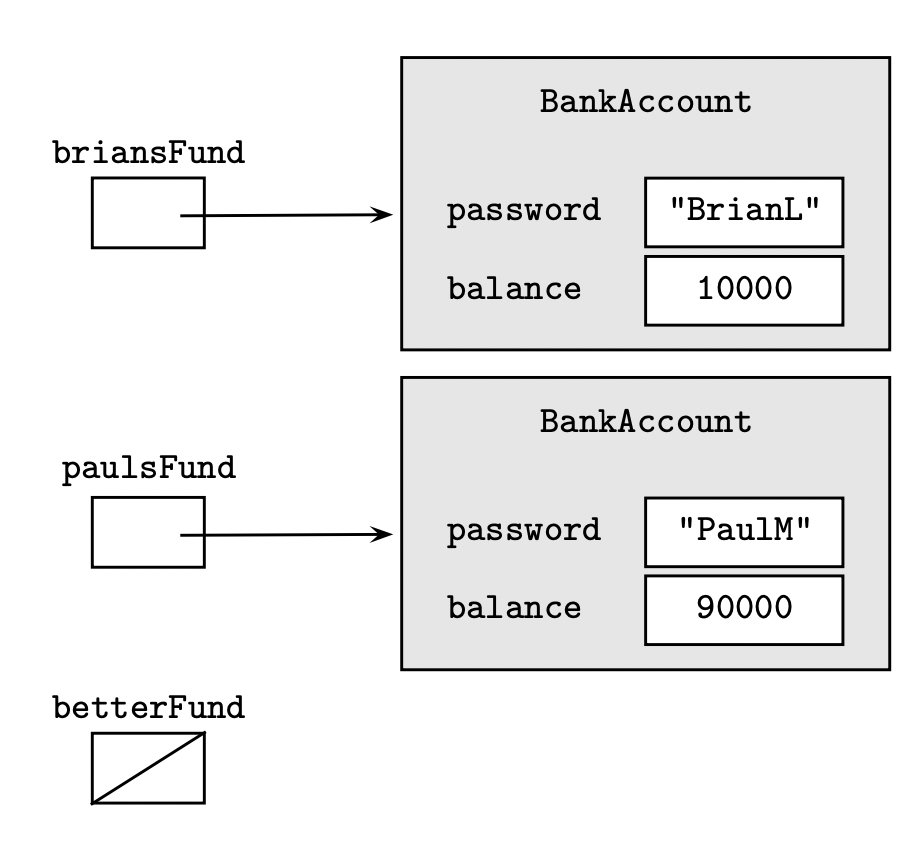 BankAccount
briansFund
password "BrianL"
balance 10000
BankAccount
paulsFund
password "PaulM"
balance 90000
betterFund